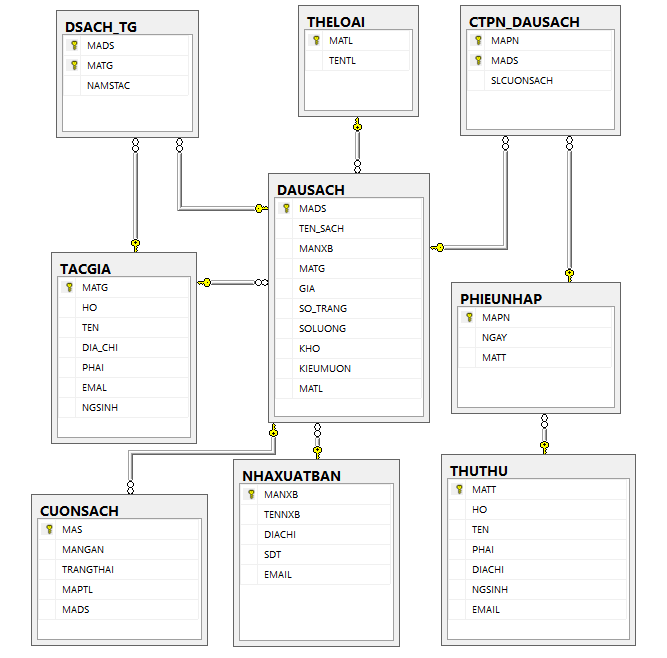 DSACH_TG
MADS
MATG
NAMSTAC
THELOAI
MATL
TENTL
CTPN_DAUSACH
MAPN
MADS
SLCUONSACH
DAUSACH
MADS
TEN_SACH
MANXB
MATG
GIA
SO_TRANG
SOLUONG
KHO
KIEUMUON
MATL
TACGIA
MATG
HO
TEN
DIA_CHI
PHAI
EMAL
NGSINH
PHIEUNHAP
MAPN
NGAY
MATT
CUONSACH
MAS
MANGAN
TRANGTHAI
MAPTL
MADS
NHAXUATBAN
MANXB
TENNXB
DIACHI
SDT
EMAIL
THUTHU
MATT
HO
TEN
PHAI
DIACHI
NGSINH
EMAIL